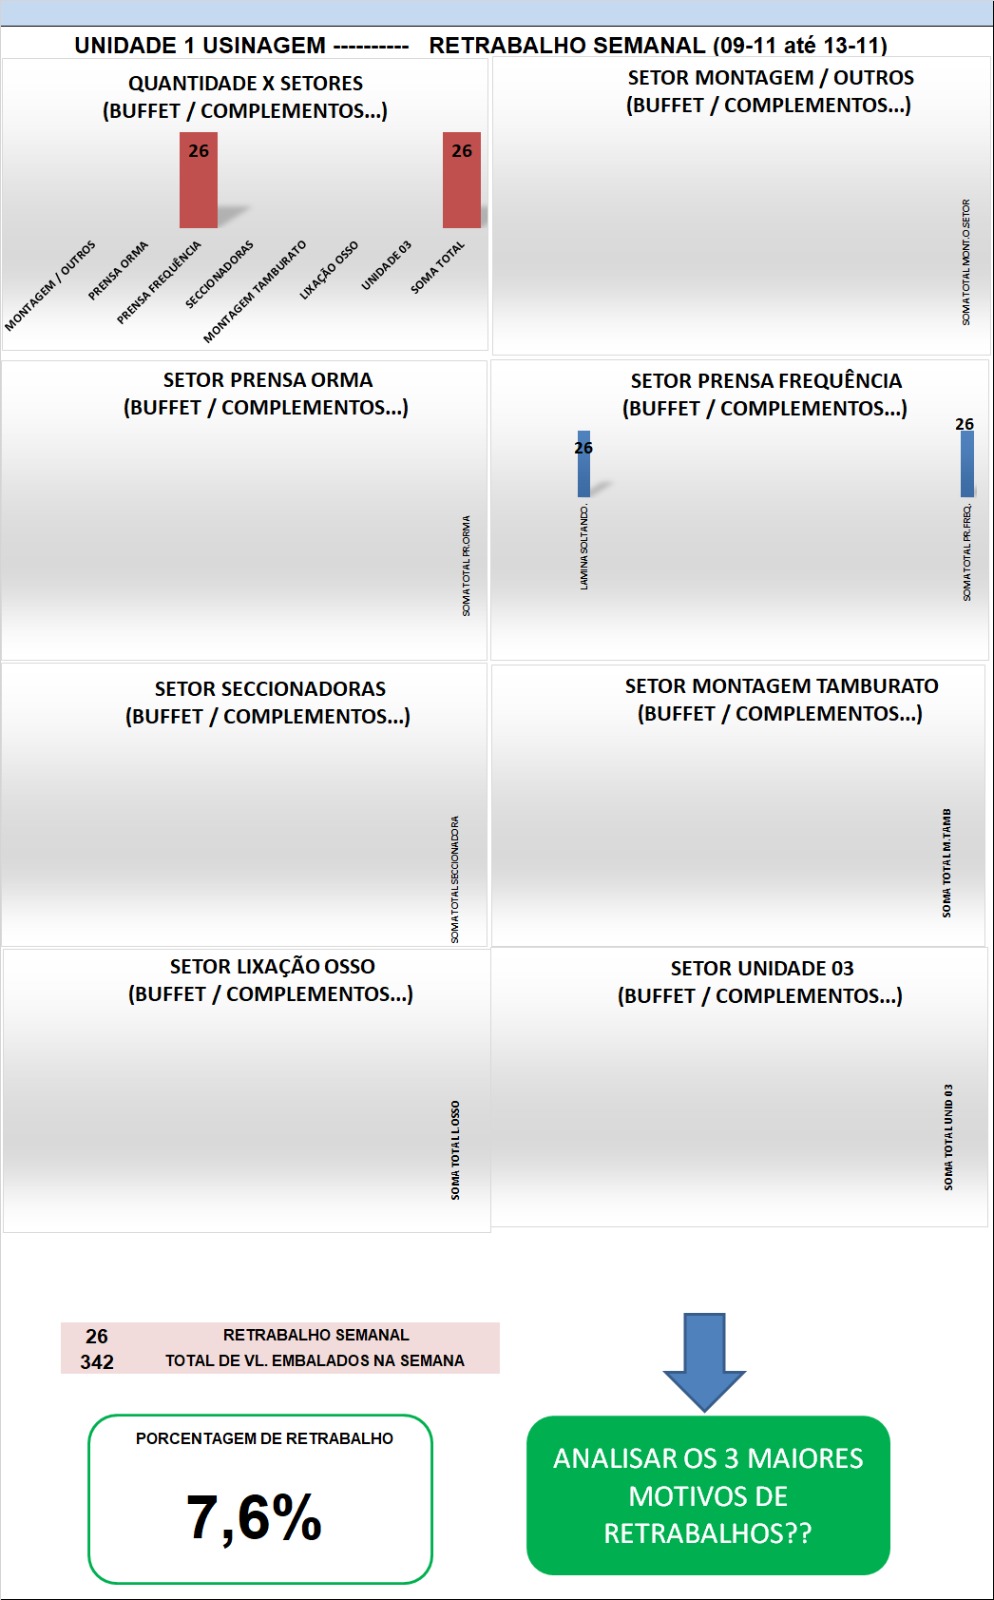 UNIDADE 1 USINAGEM ---------- RETRABALHO SEMANAL (09-11 até 13-11)
QUANTIDADE X SETORES
(BUFFET / COMPLEMENTOS...)
26
26
MONTAGEM / OUTROS
PRENSA ORMA
PRENSA FREQUÊNCIA
SECCIONADORAS
MONTAGEM TAMBURATO
LIXAÇÃO OSSO
UNIDADE 03
SOMA TOTAL
SETOR MONTAGEM / OUTROS
(BUFFET / COMPLEMENTOS...)
SOMA TOTAL MONT.O SETOR
SETOR PRENSA ORMA
(BUFFET / COMPLEMENTOS...)
SOMA TOTAL PR.ORMA
SETOR PRENSA FREQUÊNCIA
(BUFFET / COMPLEMENTOS...)
26
26
LAMINA SOLTANDO.
SOMA TOTAL PR.FREQ.
SETOR SECCIONADORAS
(BUFFET / COMPLEMENTOS...)
SOMA TOTAL SECCIONADORA
SETOR MONTAGEM TAMBURATO
(BUFFET / COMPLEMENTOS...)
SOMA TOTAL M.TAMB
SETOR LIXAÇÃO OSSO
(BUFFET / COMPLEMENTOS...)
SOMA TOTAL L.OSSO
SETOR UNIDADE 03
(BUFFET / COMPLEMENTOS...)
SOMA TOTAL UNID 03
26 RETRABALHO SEMANAL
342 TOTAL DE VL. EMBALADOS NA SEMANA
PORCENTAGEM DE RETRABALHO
7,6%
ANALISAR OS 3 MAIORES
MOTIVOS DE
RETRABALHOS??